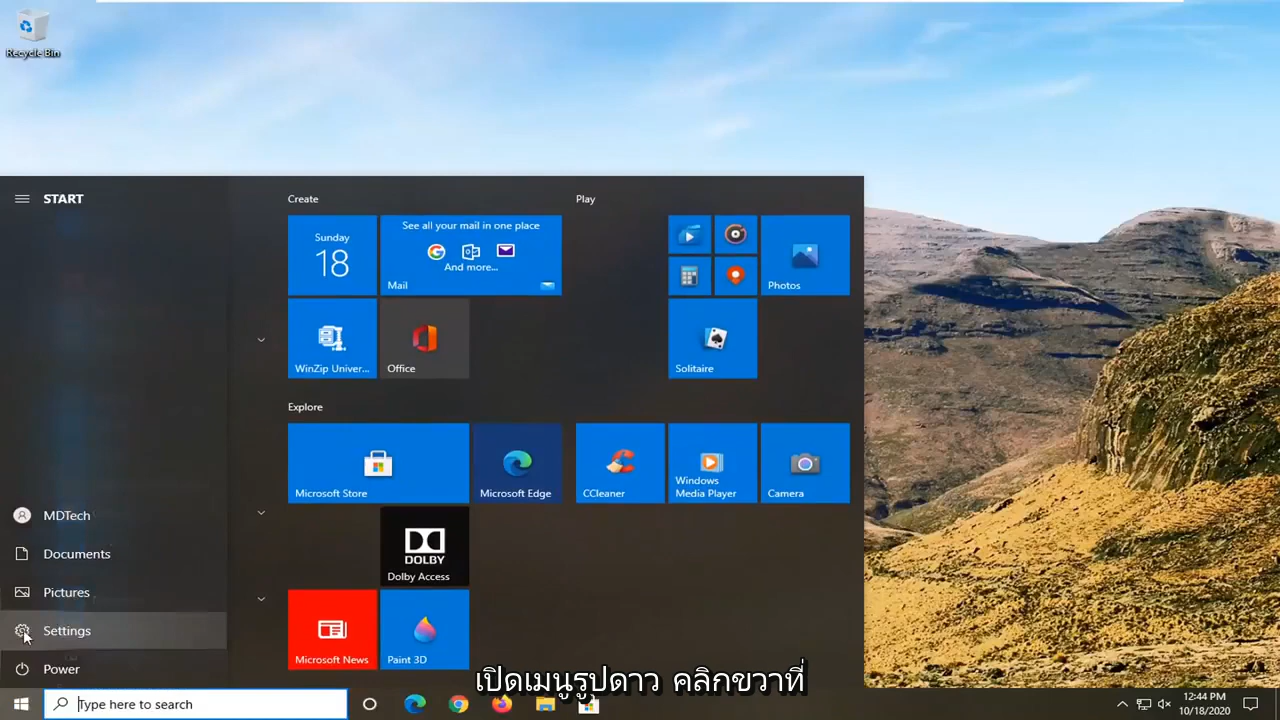 Recycle Bin
START
Create
Play
Sunday
18
See all your mail in one place
And more...
Mail
Photos
WinZip Univer...
Office
Solitaire
Explore
Microsoft Store
Microsoft Edge
CCleaner
Windows
Media Player
Camera
MDTech
Documents
DOLBY
Dolby Access
Pictures
Settings
Microsoft News
Paint 3D
Power
เปิดเมนูรูปดาว คลิกขวาที่
Type here to search
12:44 PM
10/18/2020